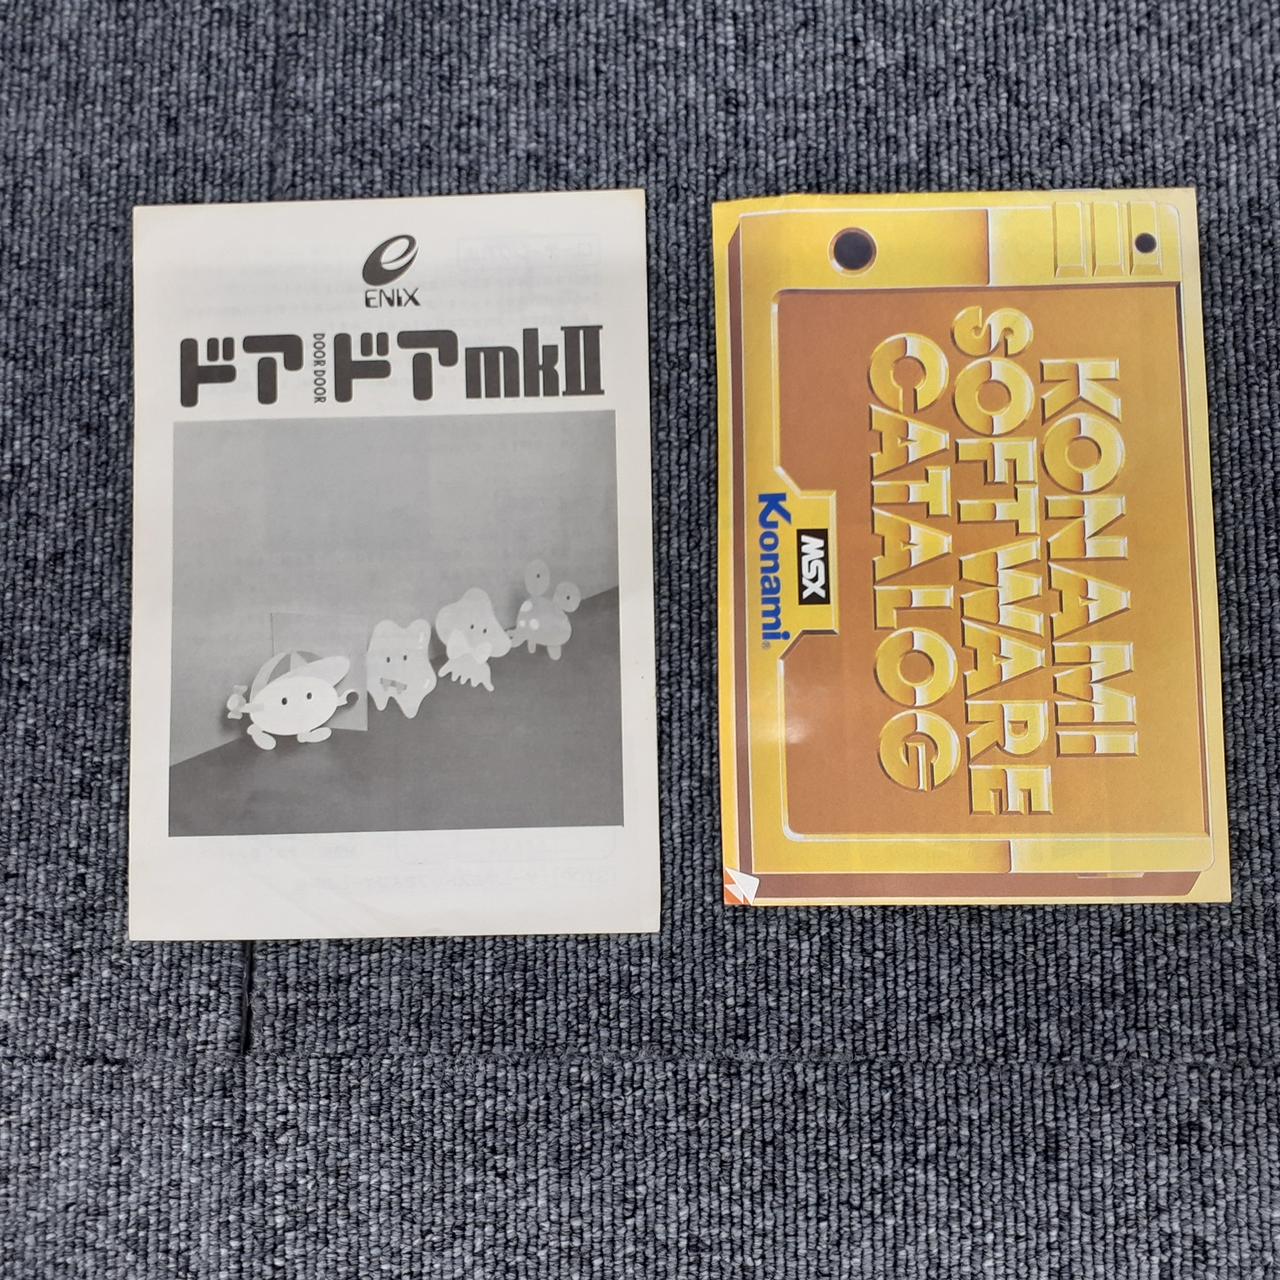 ENIX
ドア DOOR DOOR ドアmkII
KONAMI
SOFTWARE
CATALOG
MSX
Konami®